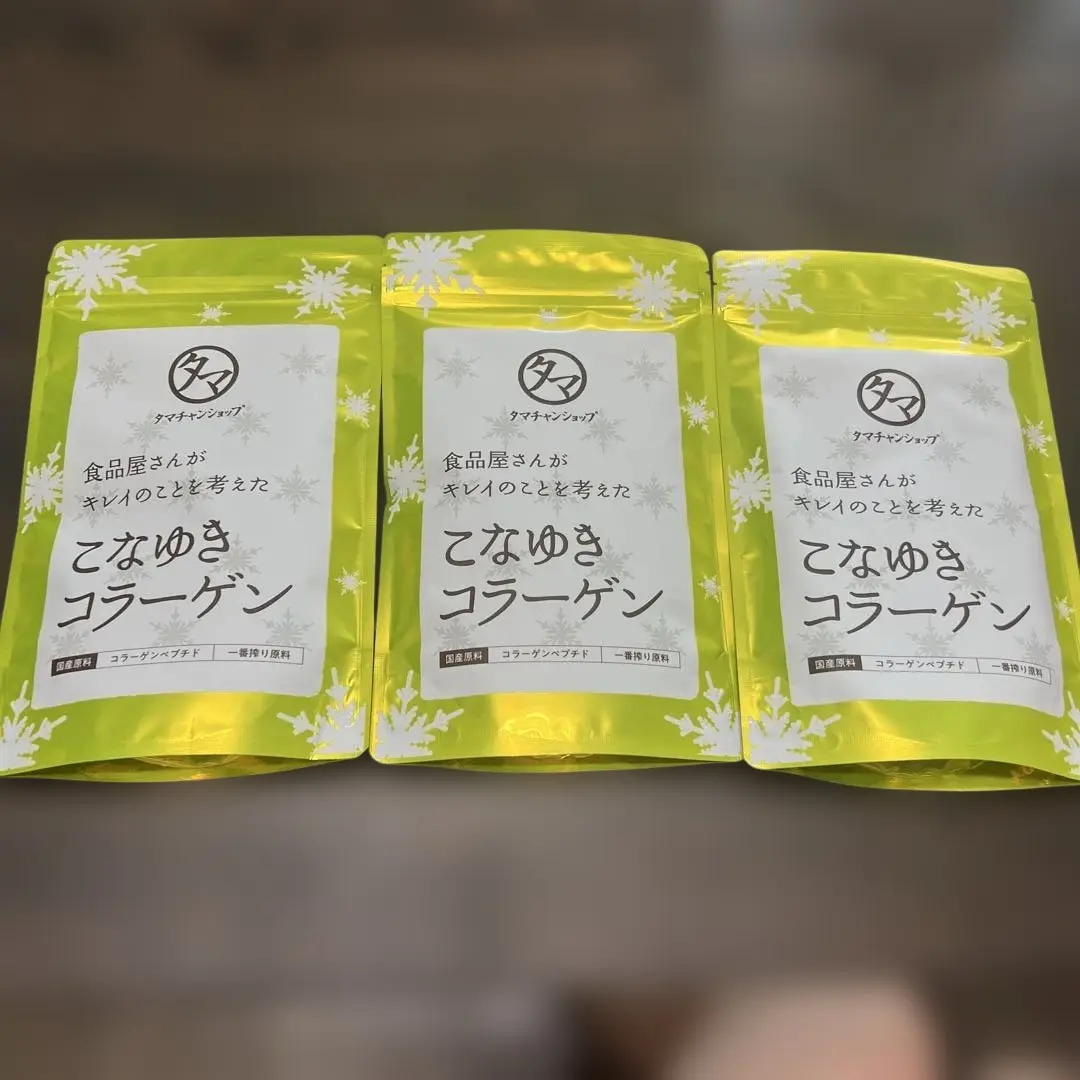 タマ
タマチャンショップ
食品屋さんが
キレイのことを考えた
こなゆき
コラーゲン
国産原料 コラーゲンペプチド 一番搾り原料
タマ
タマチャンショップ
食品屋さんが
キレイのことを考えた
こなゆき
コラーゲン
国産原料 コラーゲンペプチド 一番搾り原料
タマ
タマチャンショップ
食品屋さんが
キレイのことを考えた
こなゆき
コラーゲン
国産原料 コラーゲンペプチド 一番搾り原料